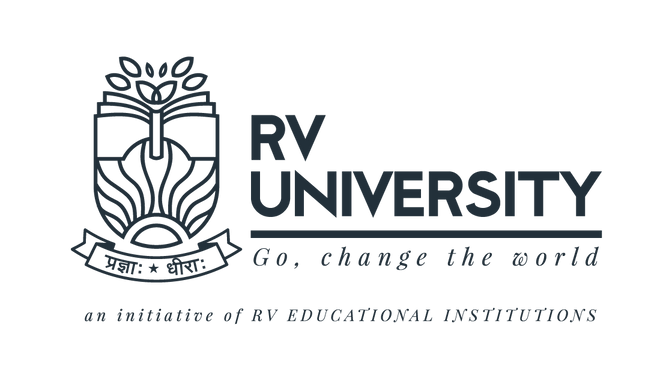 RV
UNIVERSITY
Go, change the world
प्रज्ञाः ★ धीराः
an initiative of RV EDUCATIONAL INSTITUTIONS